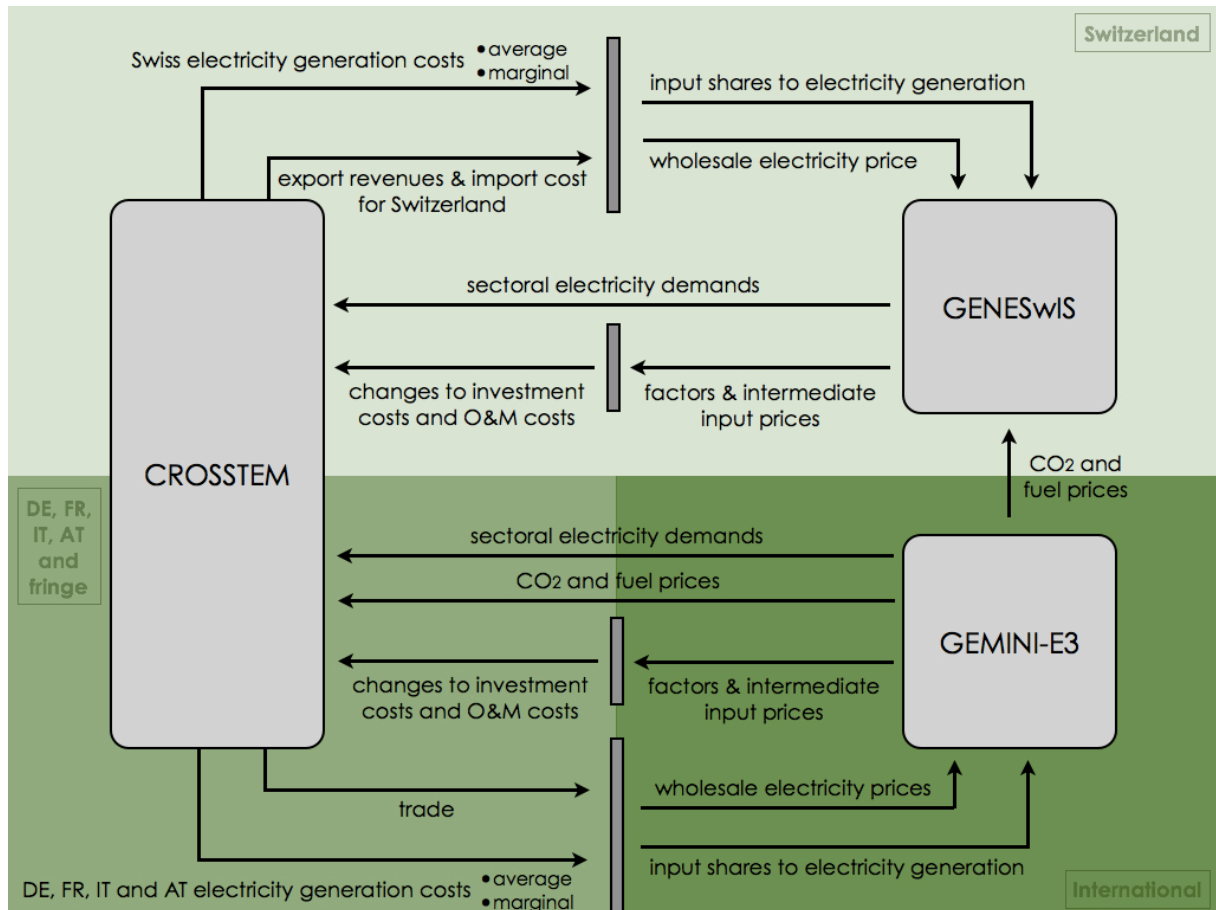 Switzerland
Swiss electricity generation costs
• average
• marginal
input shares to electricity generation
wholesale electricity price
export revenues & import cost
for Switzerland
sectoral electricity demands
GENESwIS
changes to investment
costs and O&M costs
factors & intermediate
input prices
CROSSTEM
CO2 and
fuel prices
DE, FR,
IT, AT
and
fringe
sectoral electricity demands
CO2 and fuel prices
GEMINI-E3
changes to investment
costs and O&M costs
factors & intermediate
input prices
trade
wholesale electricity prices
input shares to electricity generation
DE, FR, IT and AT electricity generation costs
• average
• marginal
International